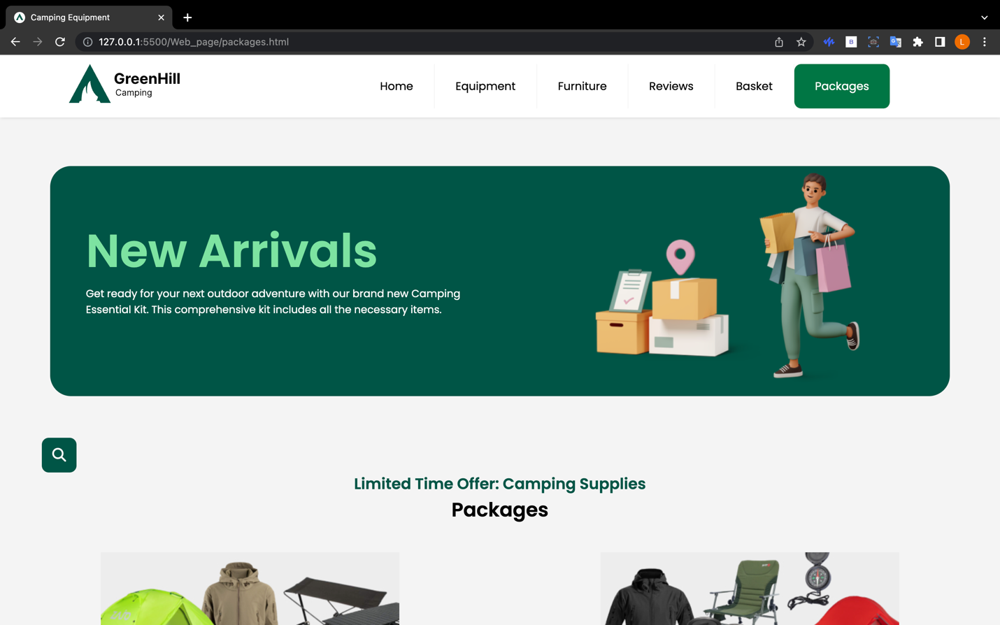 Camping Equipment
127.0.0.1:5500/Web_page/packages.html
B
G
L
GreenHill
Camping
Home
Equipment
Furniture
Reviews
Basket
Packages
New Arrivals
Get ready for your next outdoor adventure with our brand new Camping
Essential Kit. This comprehensive kit includes all the necessary items.
Limited Time Offer: Camping Supplies
Packages